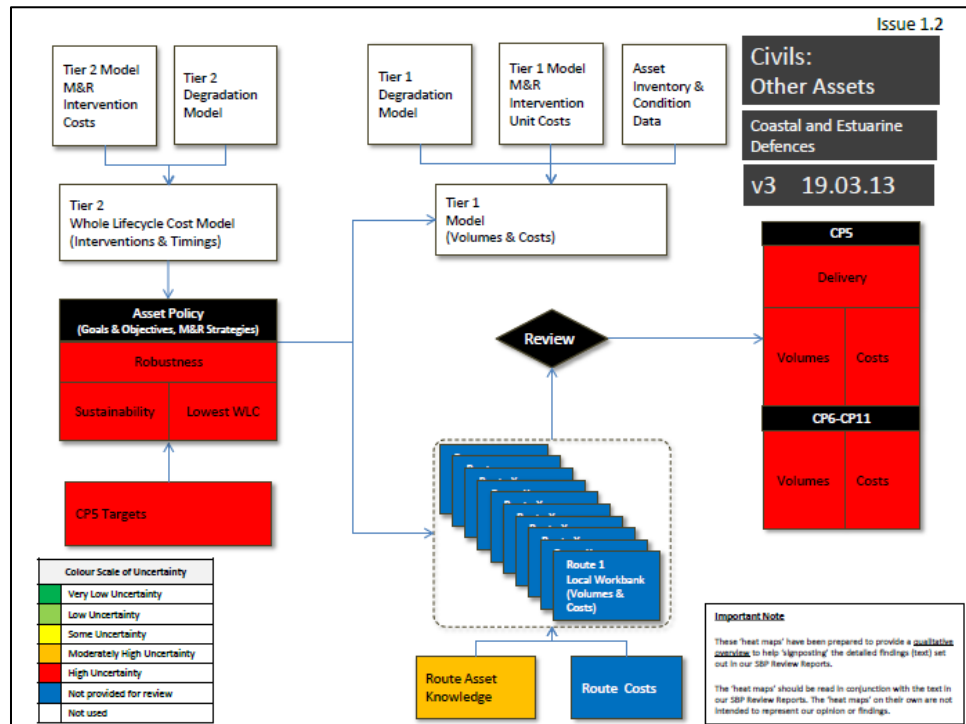 Issue 1.2
Civils:
Other Assets
Coastal and Estuarine
Defences
v3 19.03.13
Tier 2 Model
M&R
Intervention
Costs
Tier 2
Degradation
Model
Tier 1
Degradation
Model
Tier 1 Model
M&R
Intervention
Unit Costs
Asset
Inventory &
Condition
Data
Tier 2
Whole Lifecycle Cost Model
(Interventions & Timings)
Tier 1
Model
(Volumes & Costs)
Asset Policy
(Goals & Objectives, M&R Strategies)
Robustness
Sustainability
Lowest WLC
CP5 Targets
Review
CP5
Delivery
Volumes
Costs
CP6-CP11
Volumes
Costs
Route 1
Local Workbank
(Volumes &
Costs)
Route Asset
Knowledge
Route Costs
Colour Scale of Uncertainty
Very Low Uncertainty
Low Uncertainty
Some Uncertainty
Moderately High Uncertainty
High Uncertainty
Not provided for review
Not used
Important Note
These 'heat maps' have been prepared to provide a qualitative
overview to help 'signposting' the detailed findings (text) set
out in our SBP Review Reports.
The 'heat maps' should be read in conjunction with the text in
our SBP Review Reports. The 'heat maps' on their own are not
intended to represent our opinion or findings.